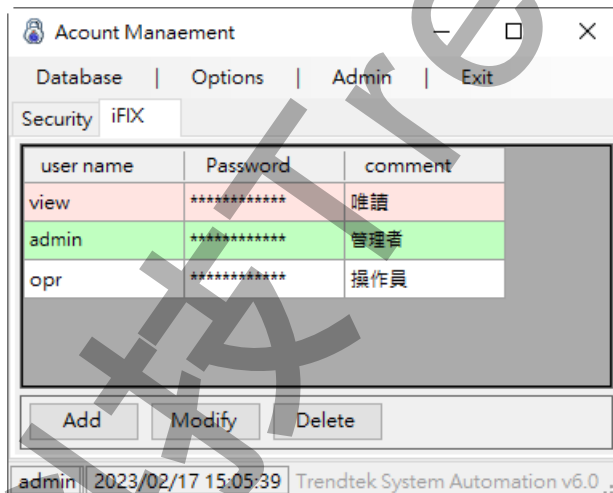 Acount Manaement
Database | Options | Admin | Exit
Security iFIX
user name Password comment
view ************ 唯讀
admin ************ 管理者
opr ************ 操作員
Add Modify Delete
admin 2023/02/17 15:05:39 Trendtek System Automation v6.0